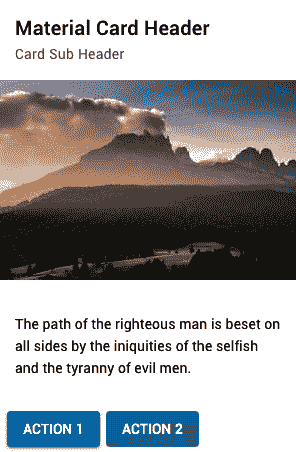 Material Card Header
Card Sub Header
The path of the righteous man is beset on
all sides by the iniquities of the selfish
and the tyranny of evil men.
ACTION 1
ACTION 2